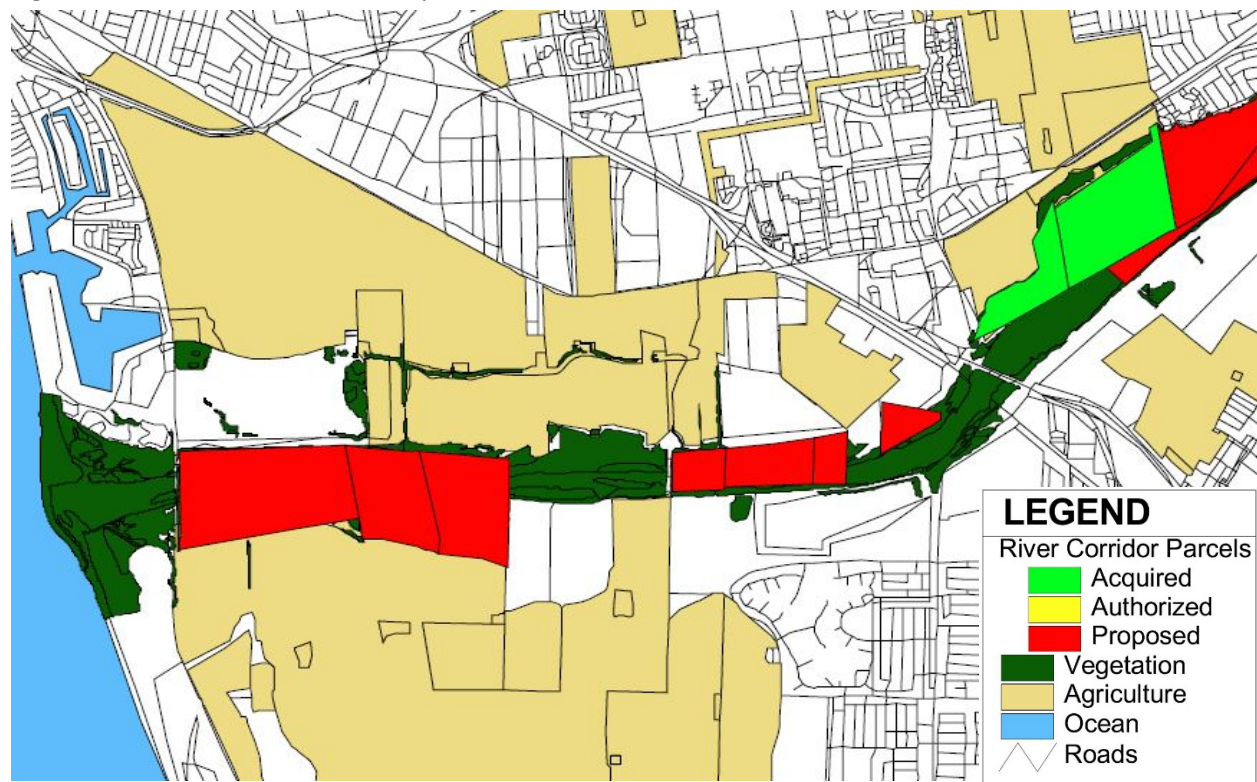 LEGEND
River Corridor Parcels
Acquired
Authorized
Proposed
Vegetation
Agriculture
Ocean
Roads